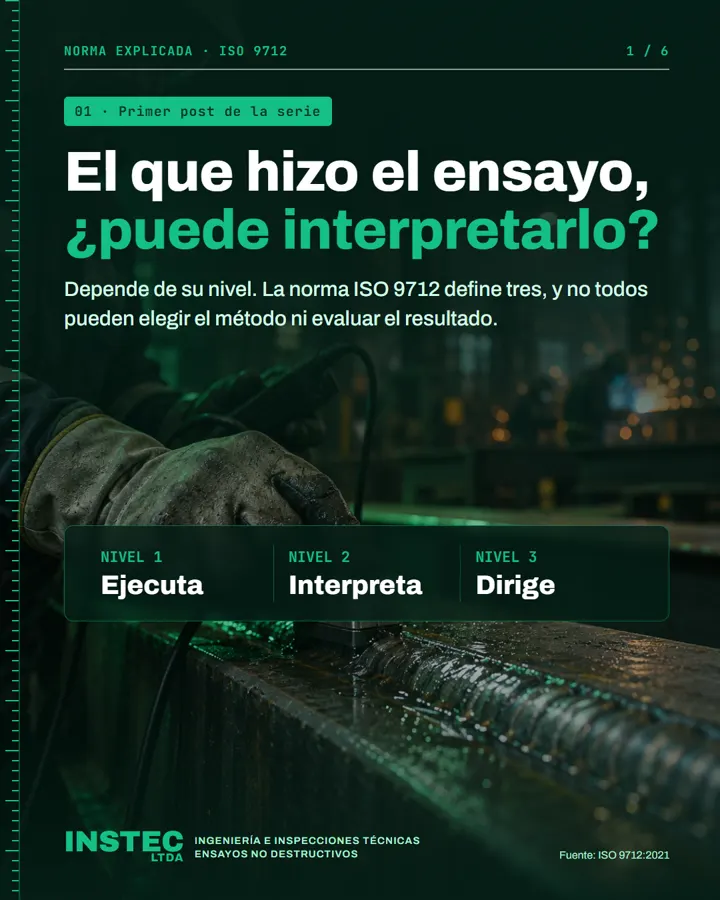 NORMA EXPLICADA · ISO 9712
1 / 6
01 · Primer post de la serie
El que hizo el ensayo,
¿puede interpretarlo?
Depende de su nivel. La norma ISO 9712 define tres, y no todos
pueden elegir el método ni evaluar el resultado.
NIVEL 1
Ejecuta
NIVEL 2
Interpreta
NIVEL 3
Dirige
INSTEC
LTDA
INGENIERÍA E INSPECCIONES TÉCNICAS
ENSAYOS NO DESTRUCTIVOS
Fuente: ISO 9712:2021